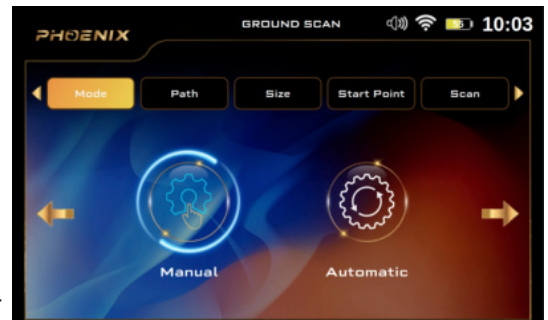 PHOENIX
GROUND SCAN
10:03
Mode
Path
Size
Start Point
Scan
Manual
Automatic